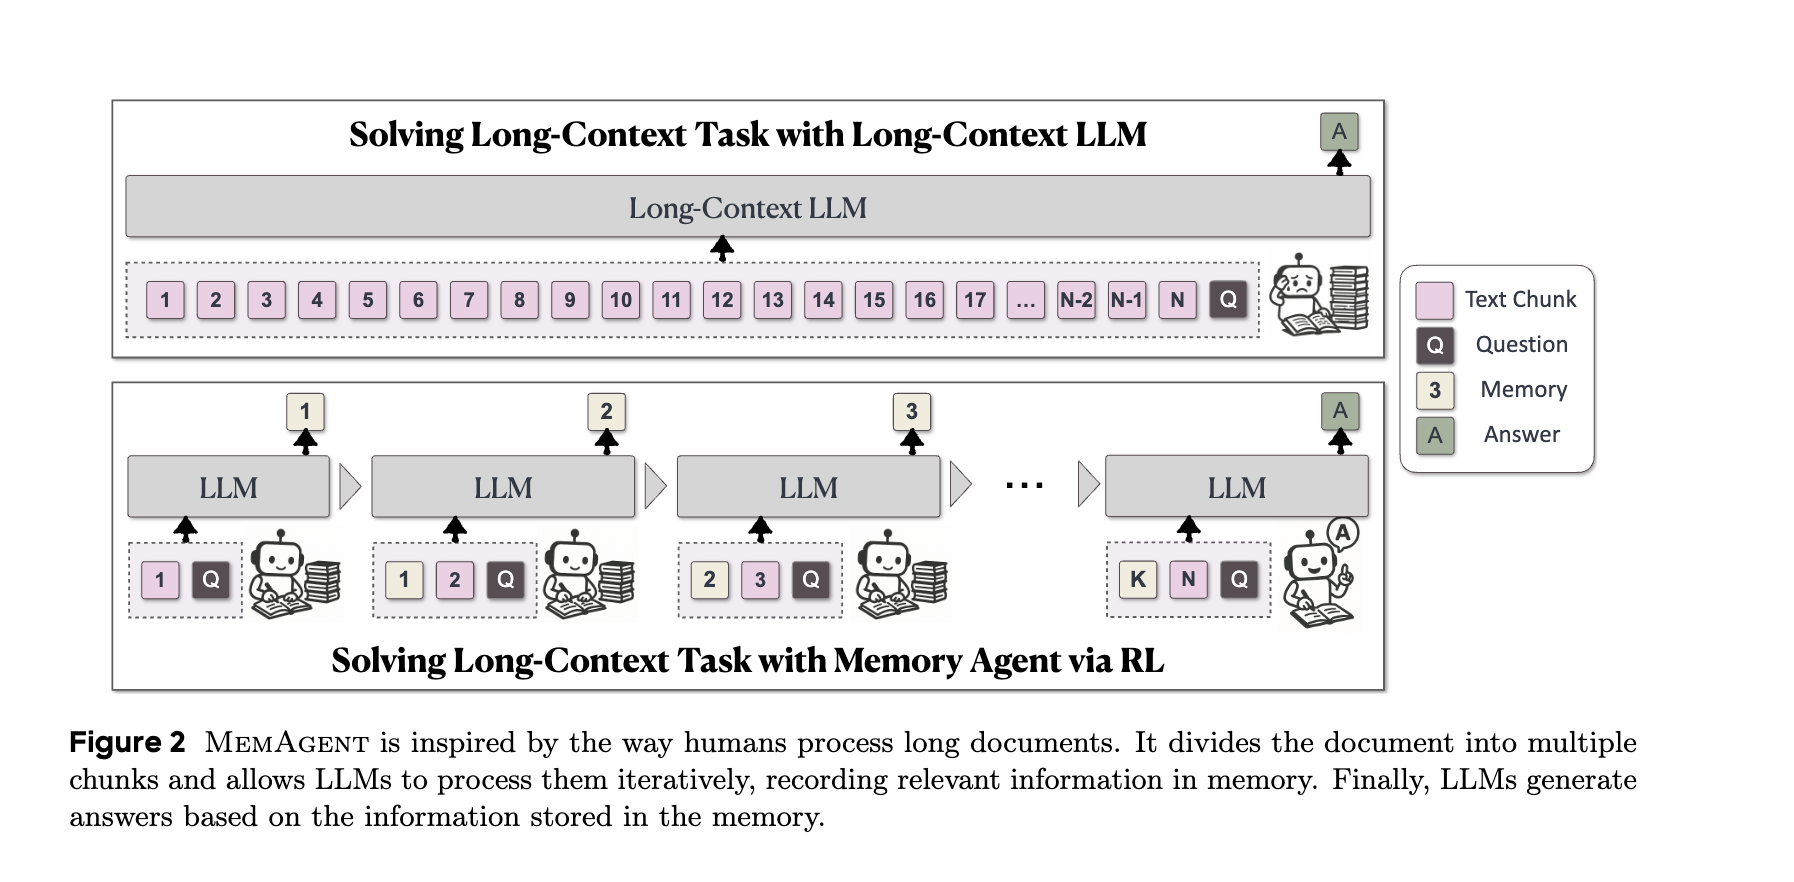 Solving Long-Context Task with Long-Context LLM
A
Long-Context LLM
1 2 3 4 5 6 7 8 9 10 11 12 13 14 15 16 17 ... N-2 N-1 N Q
Text Chunk
Q Question
3 Memory
A Answer
1 2 3 A
LLM LLM LLM ... LLM
A
1 Q 1 2 Q 2 3 Q K N Q
Solving Long-Context Task with Memory Agent via RL
Figure 2 MEMAGENT is inspired by the way humans process long documents. It divides the document into multiple
chunks and allows LLMs to process them iteratively, recording relevant information in memory. Finally, LLMs generate
answers based on the information stored in the memory.